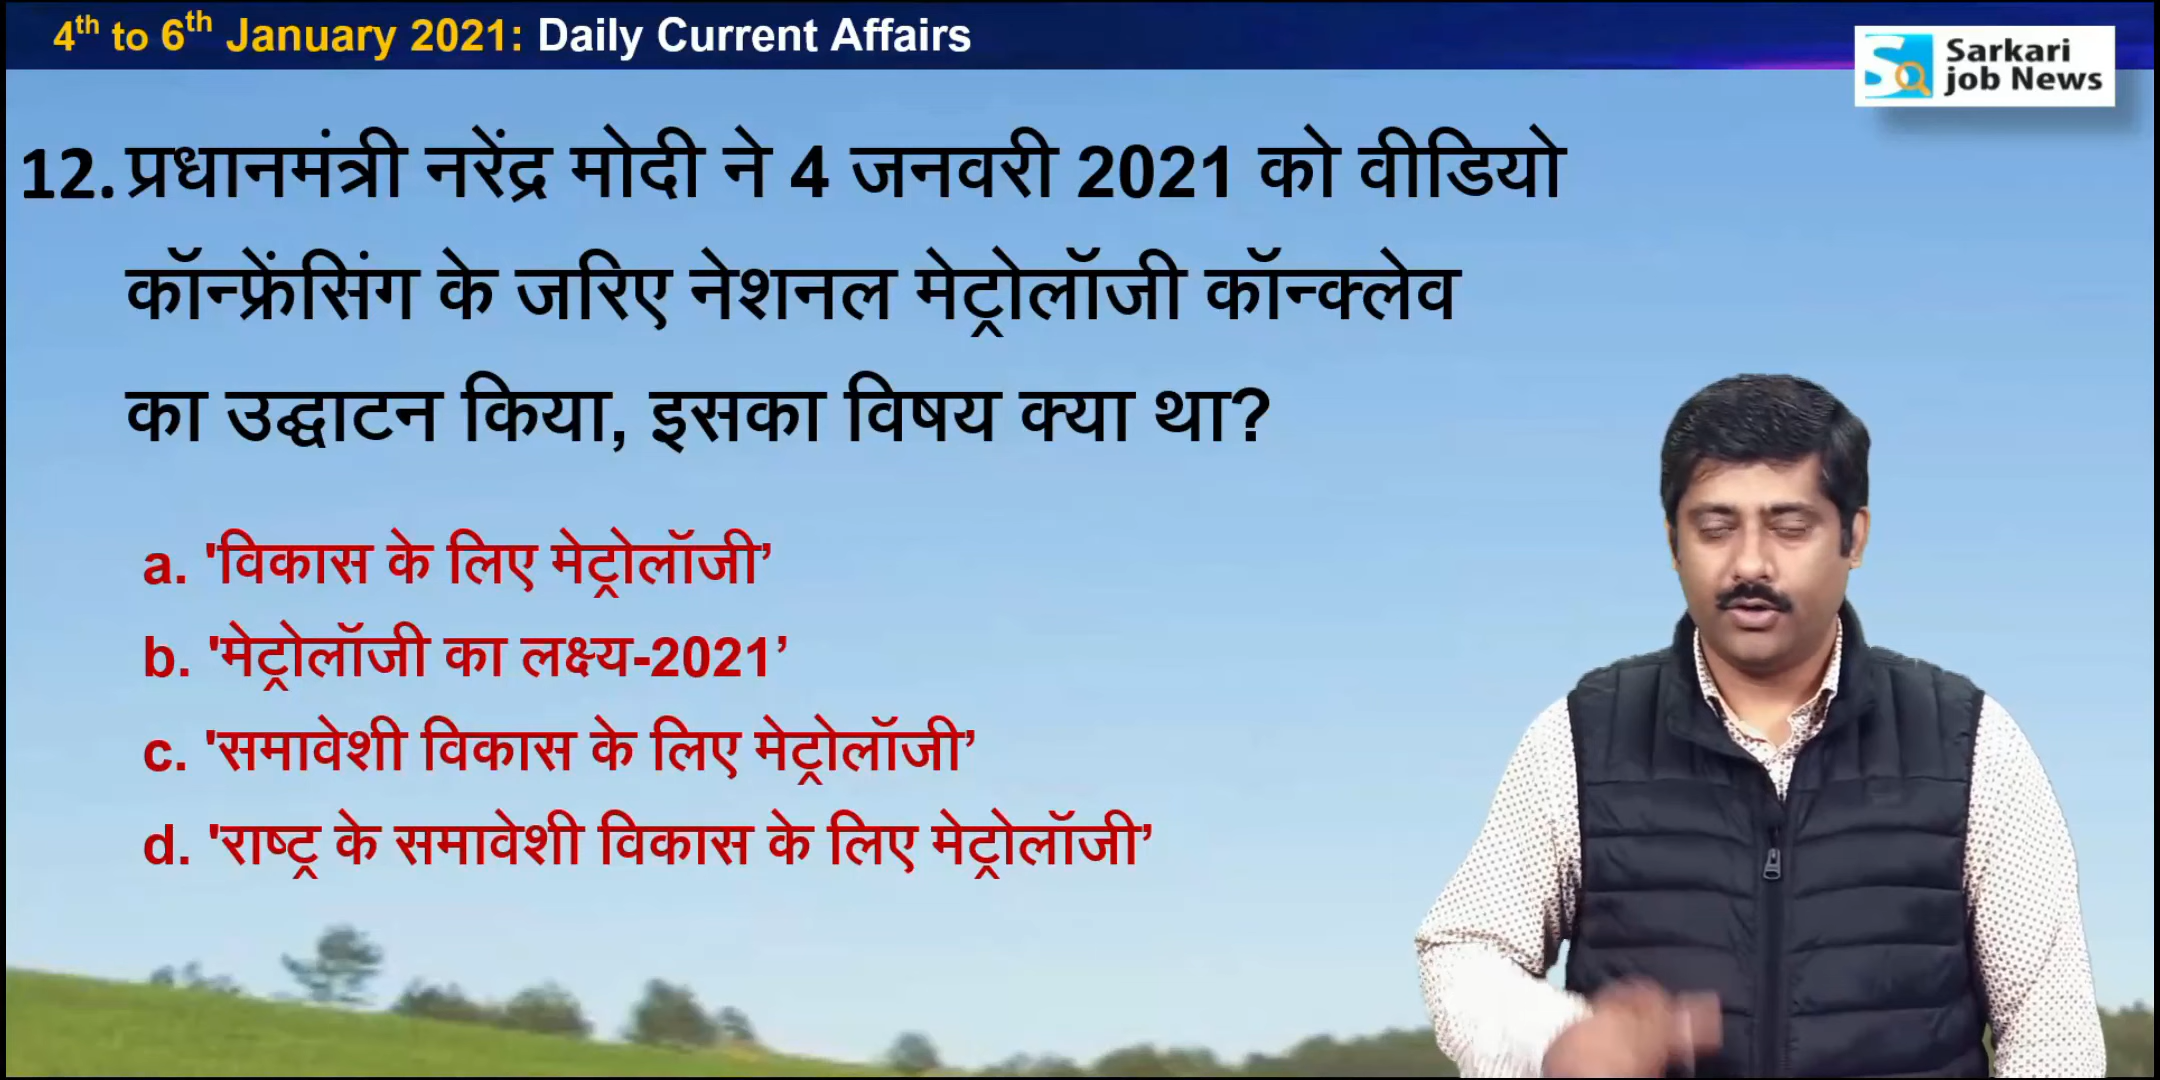 4th to 6th January 2021: Daily Current Affairs
Sarkari
job News
12. प्रधानमंत्री नरेंद्र मोदी ने 4 जनवरी 2021 को वीडियो
कॉन्फ्रेंसिंग के जरिए नेशनल मेट्रोलॉजी कॉन्क्लेव
का उद्घाटन किया, इसका विषय क्या था?
a. 'विकास के लिए मेट्रोलॉजी’
b. 'मेट्रोलॉजी का लक्ष्य-2021’
c. 'समावेशी विकास के लिए मेट्रोलॉजी’
d. 'राष्ट्र के समावेशी विकास के लिए मेट्रोलॉजी’